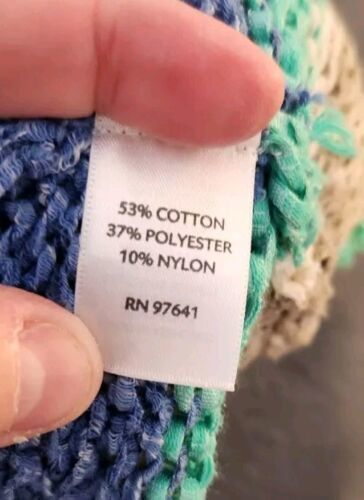 53% COTTON
37% POLYESTER
10% NYLON
RN 97641